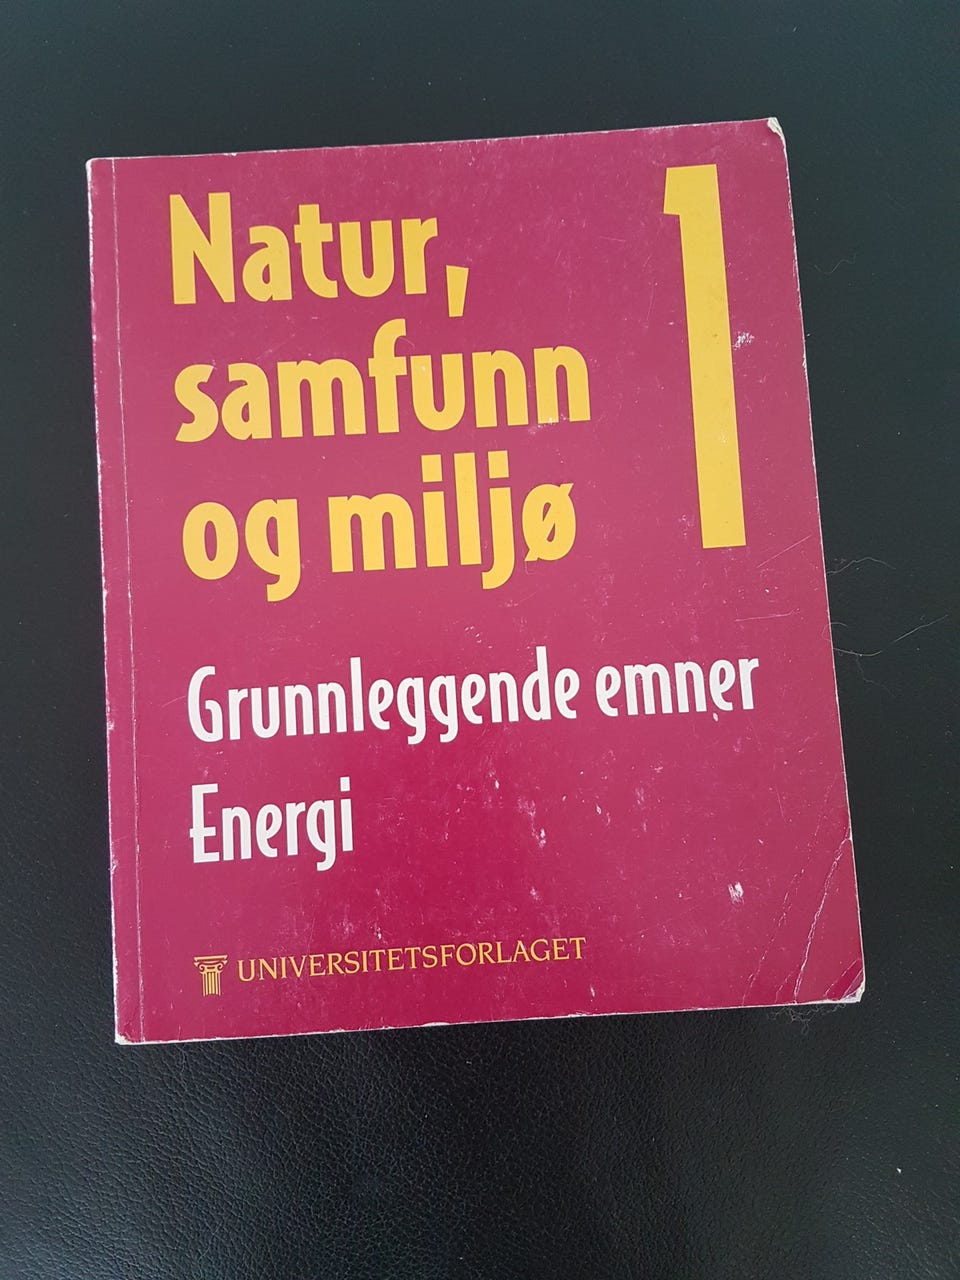 Natur,
samfunn
og miljø
1
Grunnleggende emner
Energi
UNIVERSITETSFORLAGET